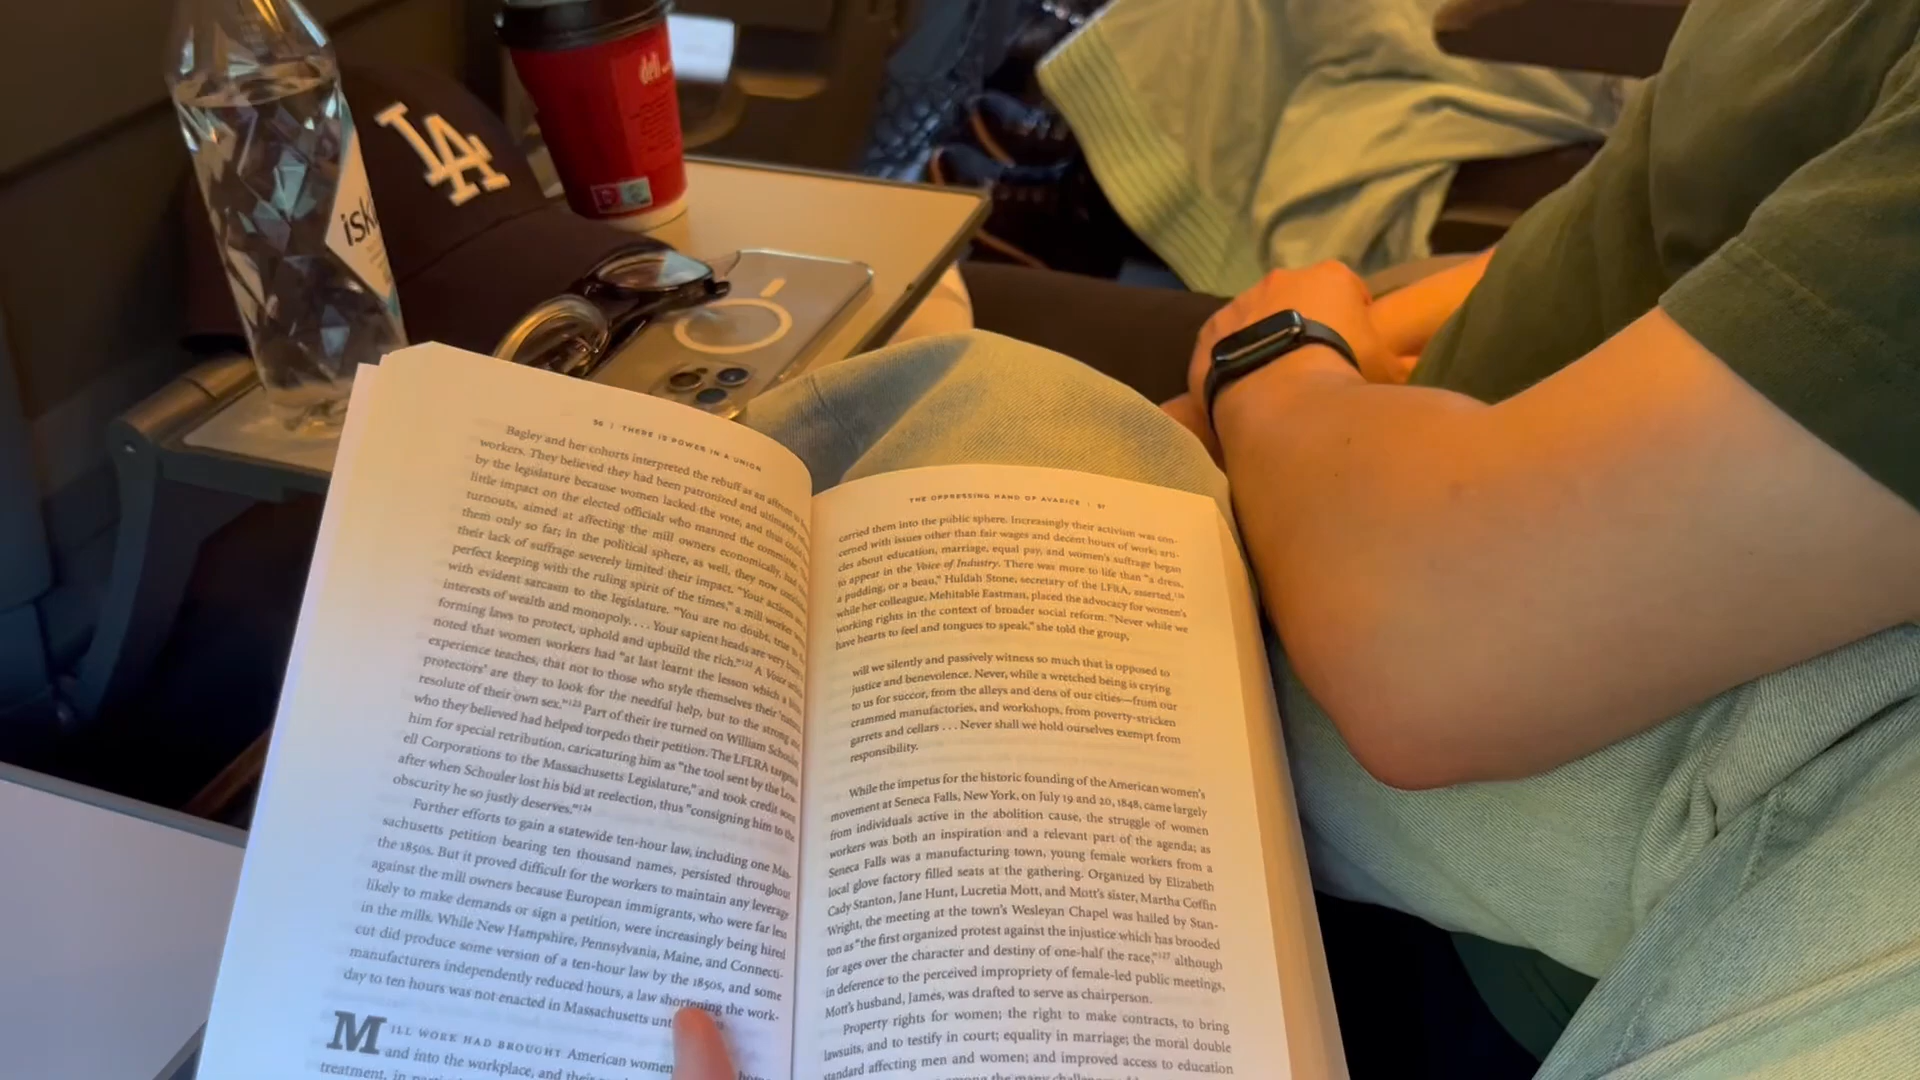 LA
deli
isk
56 | THERE IS POWER IN A UNION
Bagley and her cohorts interpreted the rebuff as an affront to
workers. They believed they had been patronized and ultimately
by the legislature because women lacked the vote, and thus could
little impact on the elected officials who manned the committee.
turnouts, aimed at affecting the mill owners economically, had
them only so far; in the political sphere, as well, they now
their lack of suffrage severely limited their impact. "Your actions
perfect keeping with the ruling spirit of the times," a mill worker
with evident sarcasm to the legislature. "You are no doubt, true to
interests of wealth and monopoly. . . . Your sapient heads are very busy
forming laws to protect, uphold and upbuild the rich."122 A Voice
noted that women workers had "at last learnt the lesson which a
experience teaches, that not to those who style themselves their
protectors' are they to look for the needful help, but to the strong and
resolute of their own sex."123 Part of their ire turned on William Schouler
who they believed had helped torpedo their petition. The LFLRA targeted
him for special retribution, caricaturing him as "the tool sent by the Low-
ell Corporations to the Massachusetts Legislature," and took credit soon
after when Schouler lost his bid at reelection, thus "consigning him to the
obscurity he so justly deserves."124
Further efforts to gain a statewide ten-hour law, including one Mas-
sachusetts petition bearing ten thousand names, persisted throughout
the 1850s. But it proved difficult for the workers to maintain any leverage
against the mill owners because European immigrants, who were far less
likely to make demands or sign a petition, were increasingly being hired
in the mills. While New Hampshire, Pennsylvania, Maine, and Connecti-
cut did produce some version of a ten-hour law by the 1850s, and some
manufacturers independently reduced hours, a law shortening the work-
day to ten hours was not enacted in Massachusetts
MILL WORK HAD BROUGHT American women
and into the workplace, and their
treatment, in
THE OPPRESSING HAND OF AVARICE | 57
carried them into the public sphere. Increasingly their activism was con-
cerned with issues other than fair wages and decent hours of work; arti-
cles about education, marriage, equal pay, and women's suffrage began
to appear in the Voice of Industry. There was more to life than "a dress,
a pudding, or a beau," Huldah Stone, secretary of the LFRA, asserted,
while her colleague, Mehitable Eastman, placed the advocacy for women's
working rights in the context of broader social reform. "Never while we
have hearts to feel and tongues to speak," she told the group,
will we silently and passively witness so much that is opposed to
justice and benevolence. Never, while a wretched being is crying
to us for succor, from the alleys and dens of our cities—from our
crammed manufactories, and workshops, from poverty-stricken
garrets and cellars . . . Never shall we hold ourselves exempt from
responsibility.
While the impetus for the historic founding of the American women's
movement at Seneca Falls, New York, on July 19 and 20, 1848, came largely
from individuals active in the abolition cause, the struggle of women
workers was both an inspiration and a relevant part of the agenda; as
Seneca Falls was a manufacturing town, young female workers from a
local glove factory filled seats at the gathering. Organized by Elizabeth
Cady Stanton, Jane Hunt, Lucretia Mott, and Mott's sister, Martha Coffin
Wright, the meeting at the town's Wesleyan Chapel was hailed by Stan-
ton as "the first organized protest against the injustice which has brooded
for ages over the character and destiny of one-half the race,"127 although
in deference to the perceived impropriety of female-led public meetings,
Mott's husband, James, was drafted to serve as chairperson.
Property rights for women; the right to make contracts, to bring
lawsuits, and to testify in court; equality in marriage; the moral double
standard affecting men and women; and improved access to education
among the many